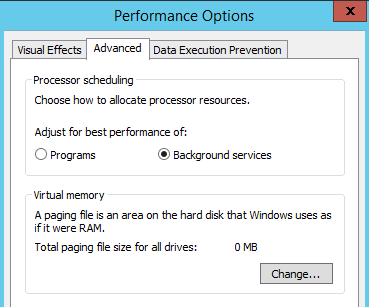 Performance Options
x
Visual Effects Advanced Data Execution Prevention
Processor scheduling
Choose how to allocate processor resources.
Adjust for best performance of:
Programs Background services
Virtual memory
A paging file is an area on the hard disk that Windows uses as
if it were RAM.
Total paging file size for all drives: 0 MB
Change...